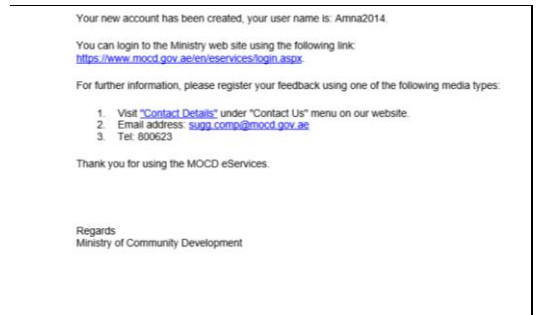 Your new account has been created, your user name is: Amna2014.
You can login to the Ministry web site using the following link:
https://www.mocd.gov.ae/en/eservices/login.aspx.
For further information, please register your feedback using one of the following media types:
1. Visit "Contact Details" under "Contact Us" menu on our website.
2. Email address: sugg.comp@mocd.gov.ae
3. Tel: 800623
Thank you for using the MOCD eServices.
Regards
Ministry of Community Development